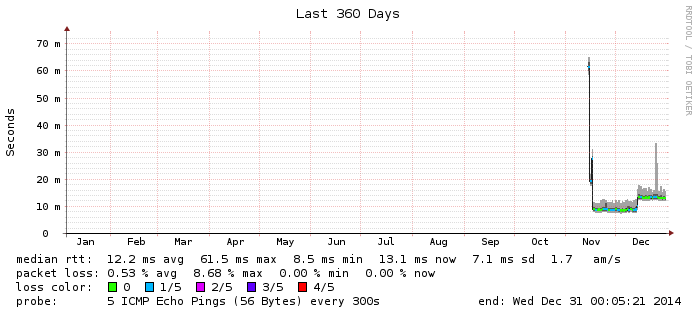 Last 360 Days
RRDTOOL / TOBI OETIKER
Seconds
70 m
60 m
50 m
40 m
30 m
20 m
10 m
0
Jan Feb Mar Apr May Jun Jul Aug Sep Oct Nov Dec
median rtt: 12.2 ms avg 61.5 ms max 8.5 ms min 13.1 ms now 7.1 ms sd 1.7 am/s
packet loss: 0.53 % avg 8.68 % max 0.00 % min 0.00 % now
loss color: 0 1/5 2/5 3/5 4/5
probe: 5 ICMP Echo Pings (56 Bytes) every 300s end: Wed Dec 31 00:05:21 2014